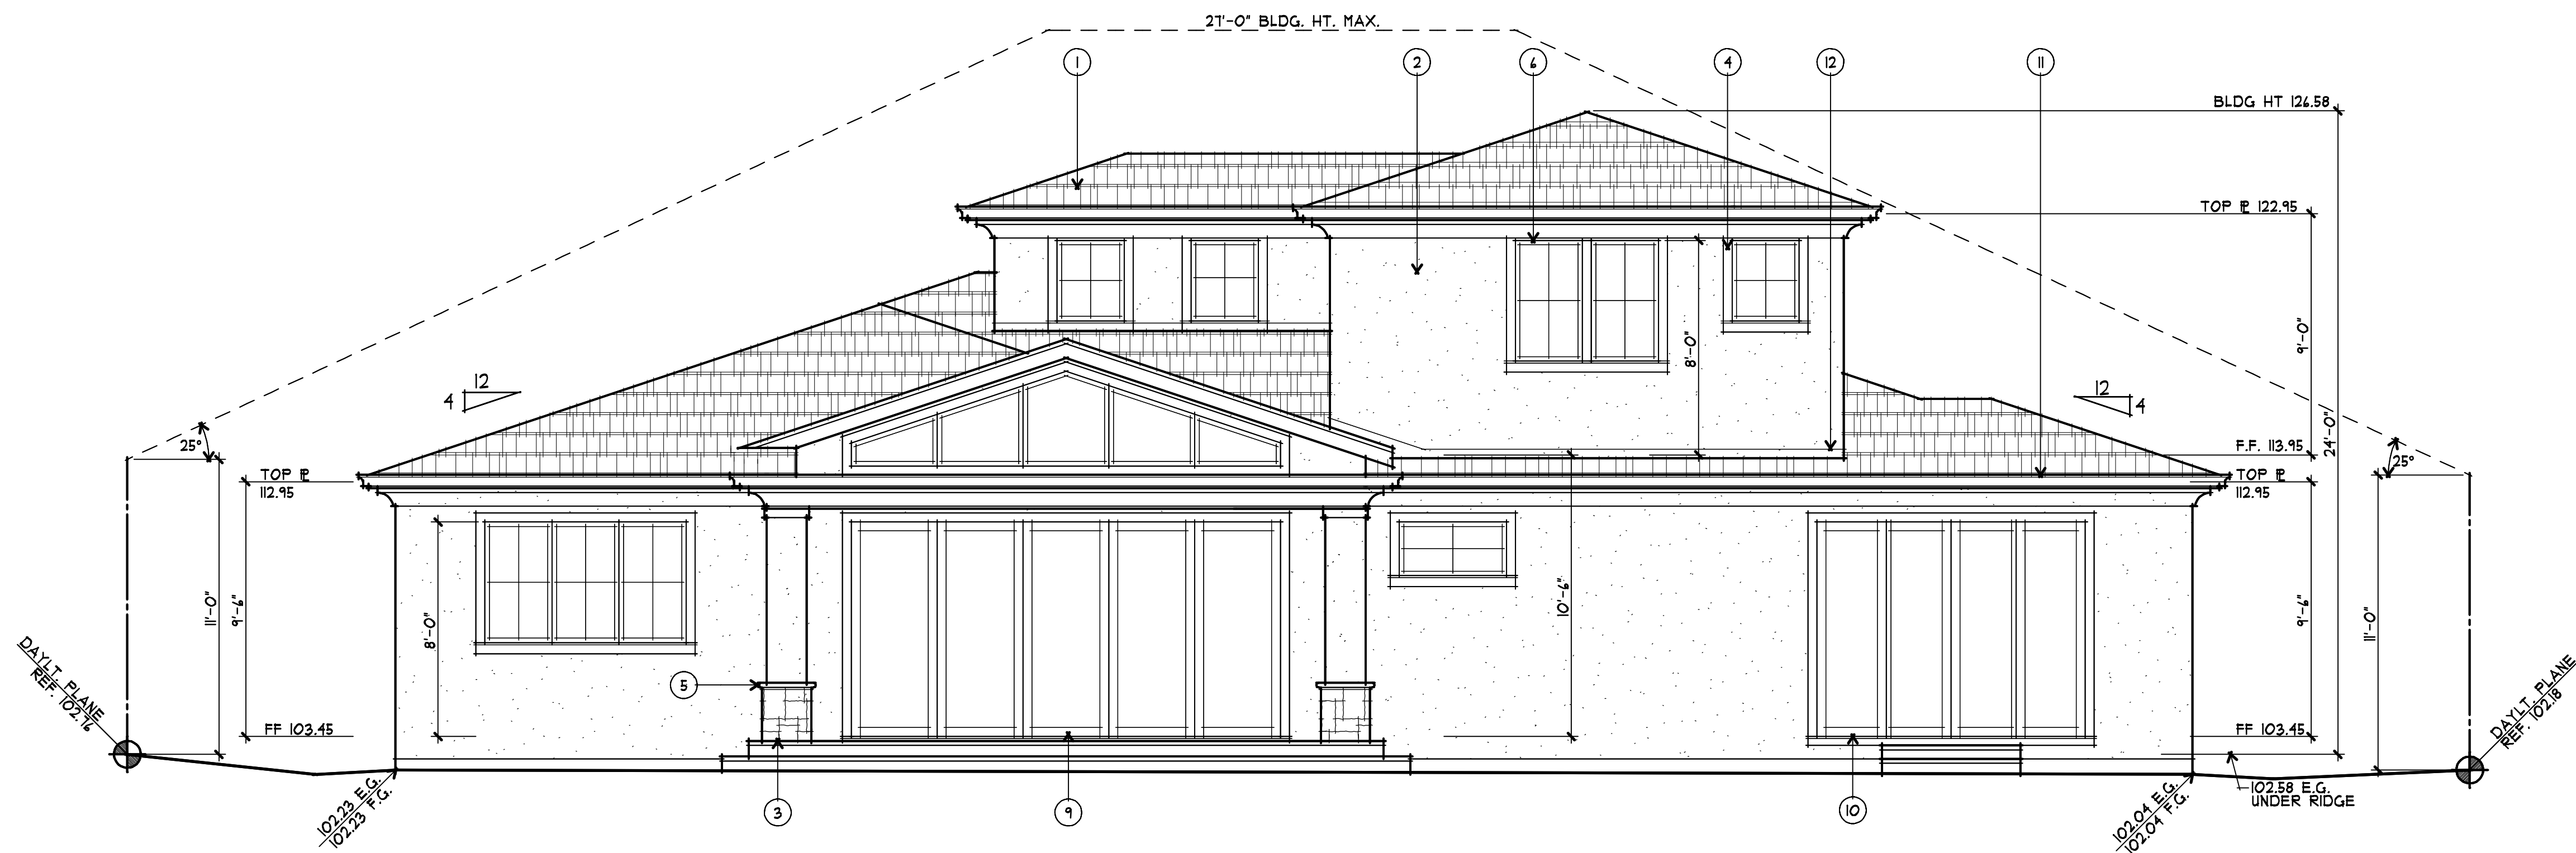 27'-0" BLDG. HT. MAX.
1
2
6
4
12
11
BLDG HT 126.58
TOP PL 122.95
9'-0"
8'-0"
12
4
12
4
24'-0"
25°
F.F. 113.95
25°
TOP PL
112.95
TOP PL
112.95
11'-0"
9'-6"
8'-0"
10'-6"
9'-6"
11'-0"
DAYLT. PLANE
REF. 102.76
5
FF 103.45
FF 103.45
DAYLT. PLANE
REF. 102.18
102.23 E.G.
102.23 F.G.
3
9
10
102.58 E.G.
UNDER RIDGE
102.04 E.G.
102.04 F.G.